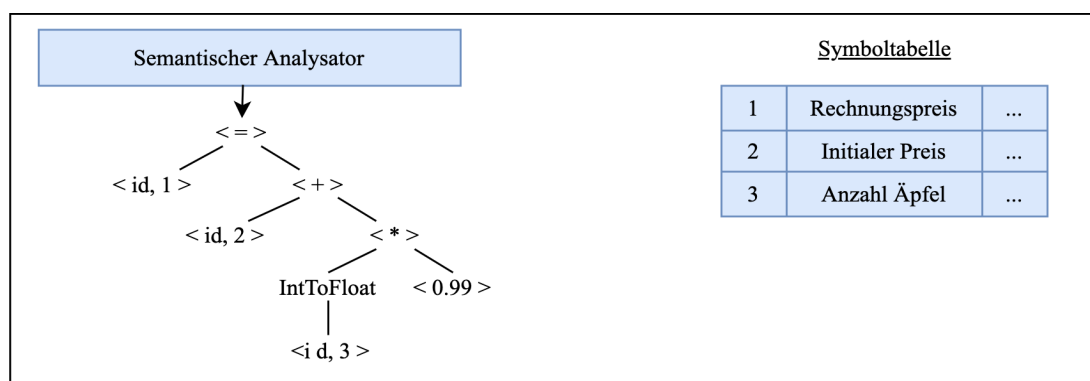 Semantischer Analysator
Symboltabelle
1 Rechnungspreis ...
2 Initialer Preis ...
3 Anzahl Äpfel ...
< = >
< id, 1 >
< + >
< id, 2 >
< * >
IntToFloat
< 0.99 >
<i d, 3 >